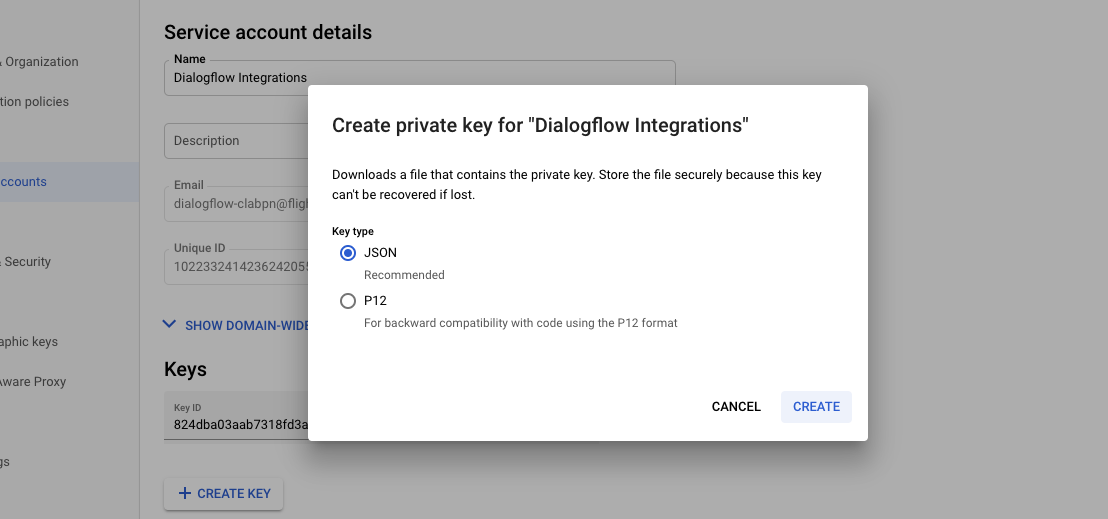 Service account details
Name
Dialogflow Integrations
Organization
tion policies
Description
ccounts
Email
dialogflow-clabpn@fligh
Unique ID
1022332414236242055
& Security
SHOW DOMAIN-WIDE
aphic keys
Keys
Aware Proxy
Key ID
824dba03aab7318fd3a
gs
CREATE KEY
Create private key for "Dialogflow Integrations"
Downloads a file that contains the private key. Store the file securely because this key
can't be recovered if lost.
Key type
JSON
Recommended
P12
For backward compatibility with code using the P12 format
CANCEL
CREATE